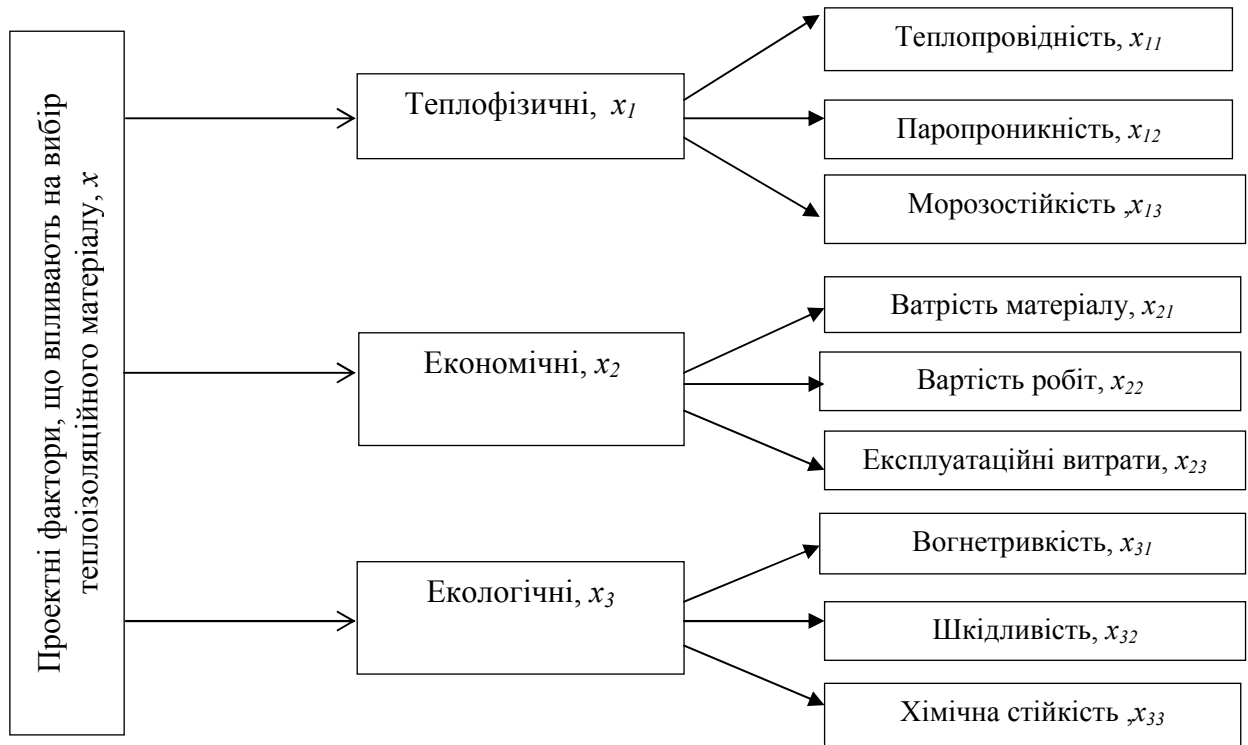 Проектні фактори, що впливають на вибір
теплоізоляційного матеріалу, x
Теплофізичні, x1
Теплопровідність, x11
Паропроникність, x12
Морозостійкість ,x13
Економічні, x2
Ватрість матеріалу, x21
Вартість робіт, x22
Експлуатаційні витрати, x23
Екологічні, x3
Вогнетривкість, x31
Шкідливість, x32
Хімічна стійкість ,x33